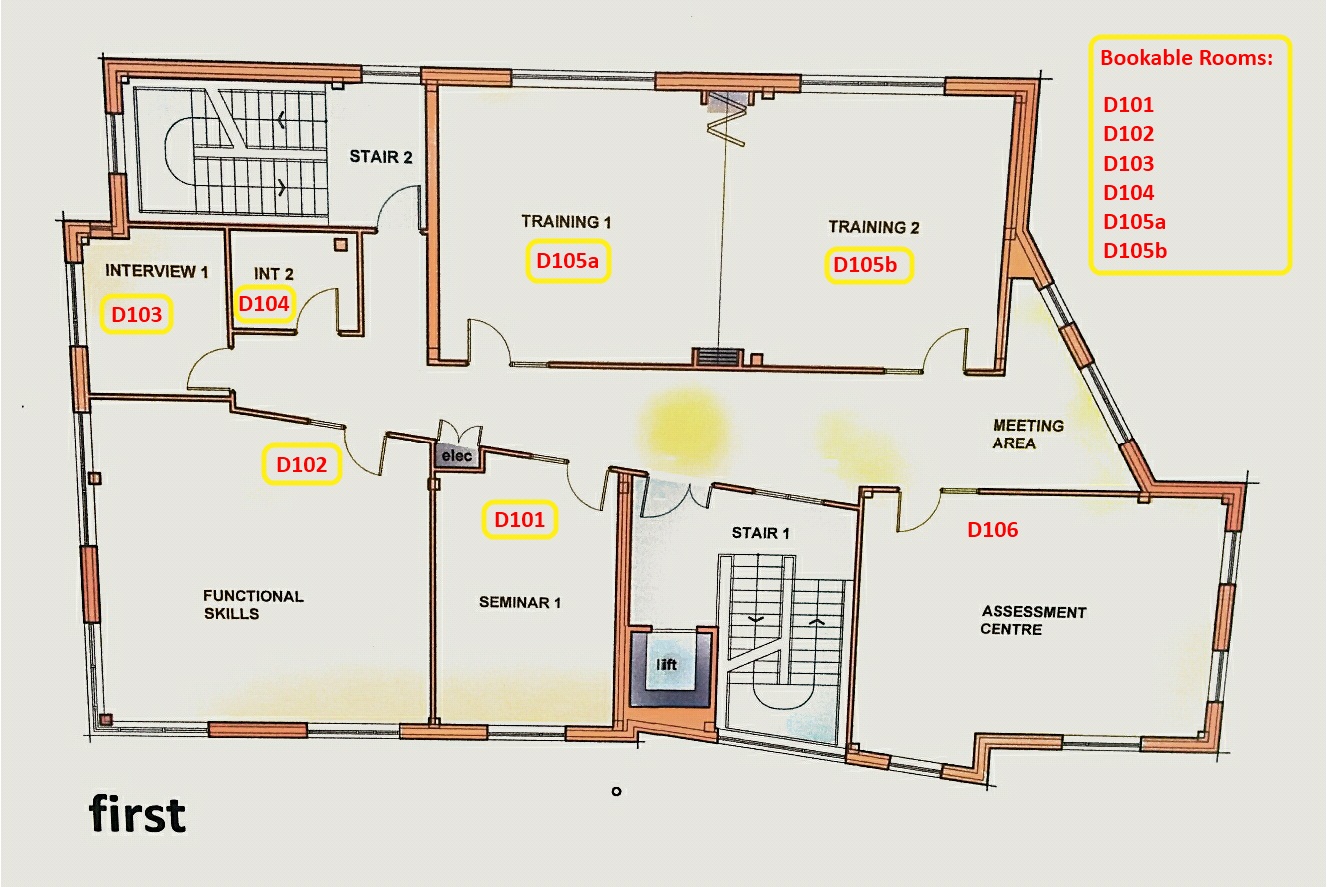 Bookable Rooms:
D101
D102
D103
D104
D105a
D105b
STAIR 2
TRAINING 1
D105a
TRAINING 2
D105b
INTERVIEW 1
D103
INT 2
D104
MEETING
AREA
D102
elec
D101
STAIR 1
D106
FUNCTIONAL
SKILLS
SEMINAR 1
ASSESSMENT
CENTRE
lift
first